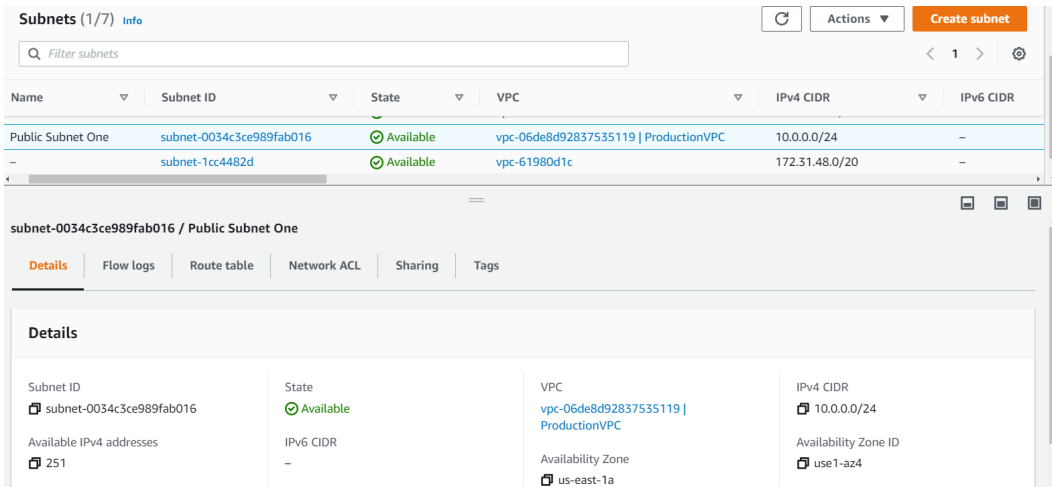 Subnets (1/7) Info
Actions
Create subnet
Filter subnets
1
Name Subnet ID State VPC IPv4 CIDR IPv6 CIDR
Public Subnet One subnet-0034c3ce989fab016 Available vpc-06de8d92837535119 | ProductionVPC 10.0.0.0/24 –
– subnet-1cc4482d Available vpc-61980d1c 172.31.48.0/20 –
subnet-0034c3ce989fab016 / Public Subnet One
Details Flow logs Route table Network ACL Sharing Tags
Details
Subnet ID
subnet-0034c3ce989fab016
State
Available
VPC
vpc-06de8d92837535119 |
ProductionVPC
IPv4 CIDR
10.0.0.0/24
Available IPv4 addresses
251
IPv6 CIDR
–
Availability Zone
us-east-1a
Availability Zone ID
use1-az4